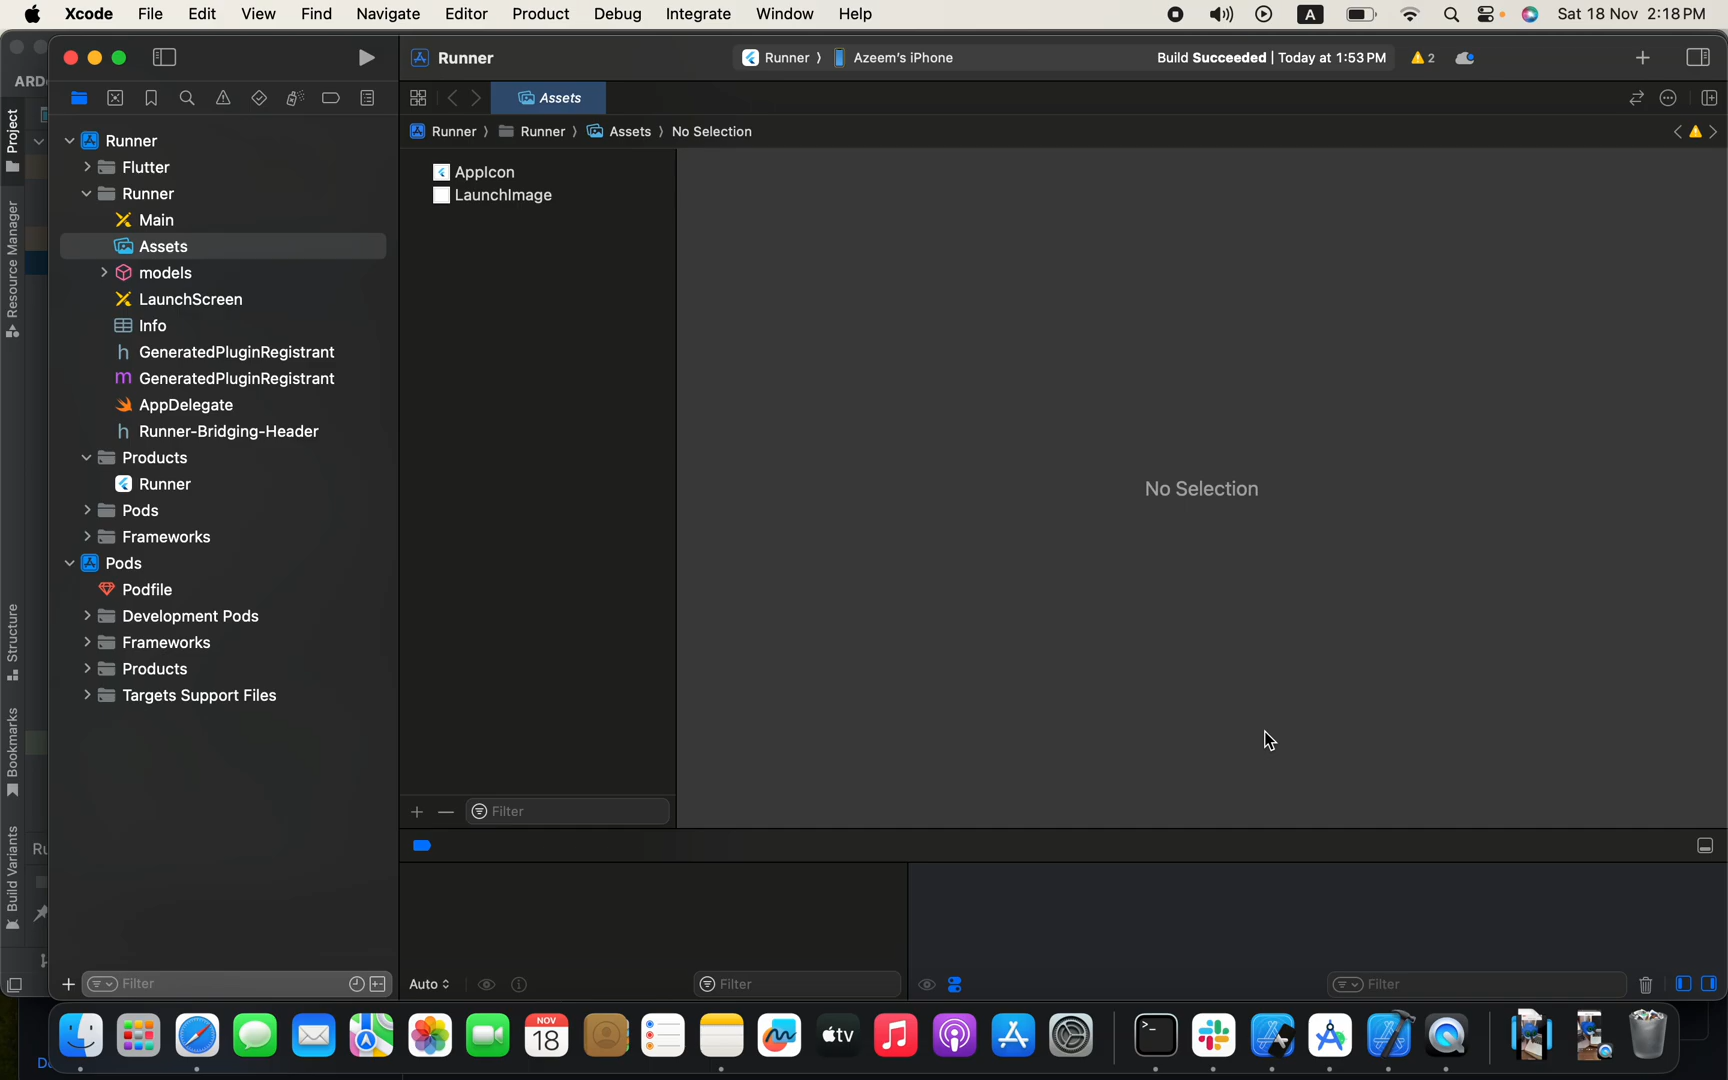 Xcode File Edit View Find Navigate Editor Product Debug Integrate Window Help A Sat 18 Nov 2:18 PM
Runner Runner Azeem's iPhone Build Succeeded | Today at 1:53 PM 2
Assets
Runner Runner Assets No Selection
Project
Resource Manager
Structure
Bookmarks
Build Variants
Runner
Flutter
Runner
Main
Assets
models
LaunchScreen
Info
h GeneratedPluginRegistrant
m GeneratedPluginRegistrant
AppDelegate
h Runner-Bridging-Header
Products
Runner
Pods
Frameworks
Pods
Podfile
Development Pods
Frameworks
Products
Targets Support Files
Filter
AppIcon
LaunchImage
Filter
No Selection
Auto
Filter
Filter
NOV
18
tv